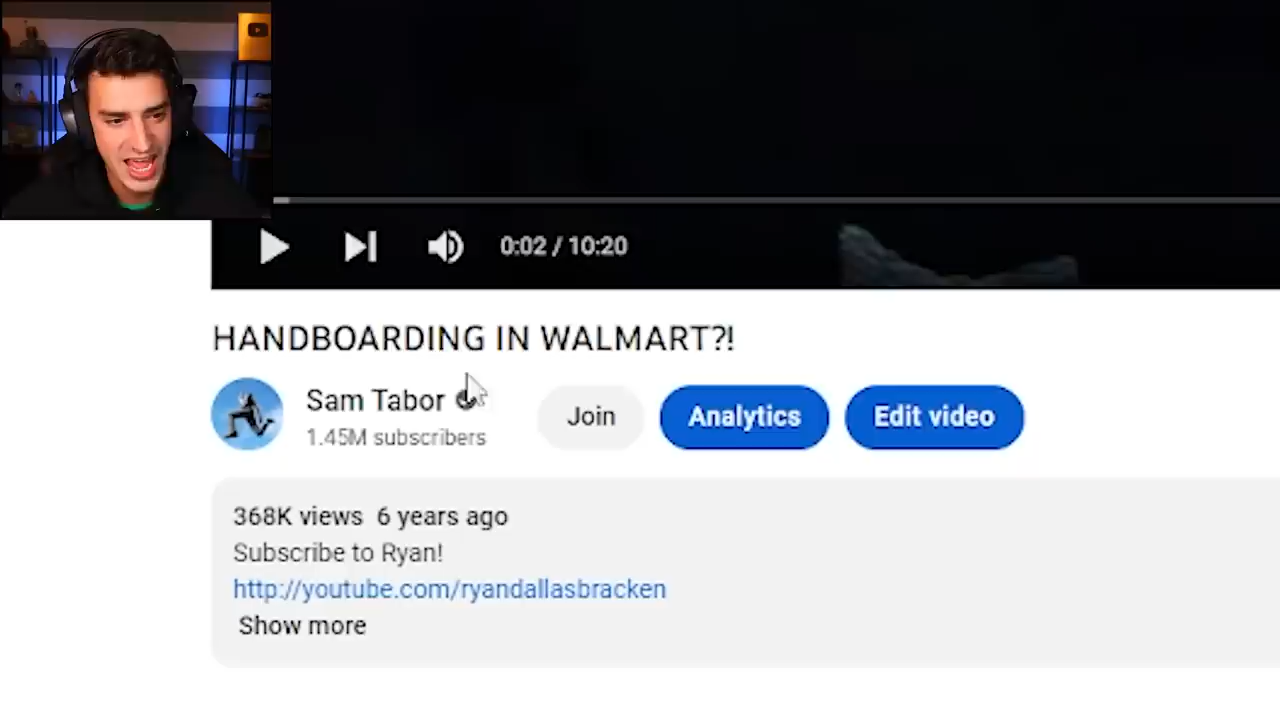 0:02 / 10:20
HANDBOARDING IN WALMART?!
Sam Tabor
1.45M subscribers
Join
Analytics
Edit video
368K views 6 years ago
Subscribe to Ryan!
http://youtube.com/ryandallasbracken
Show more